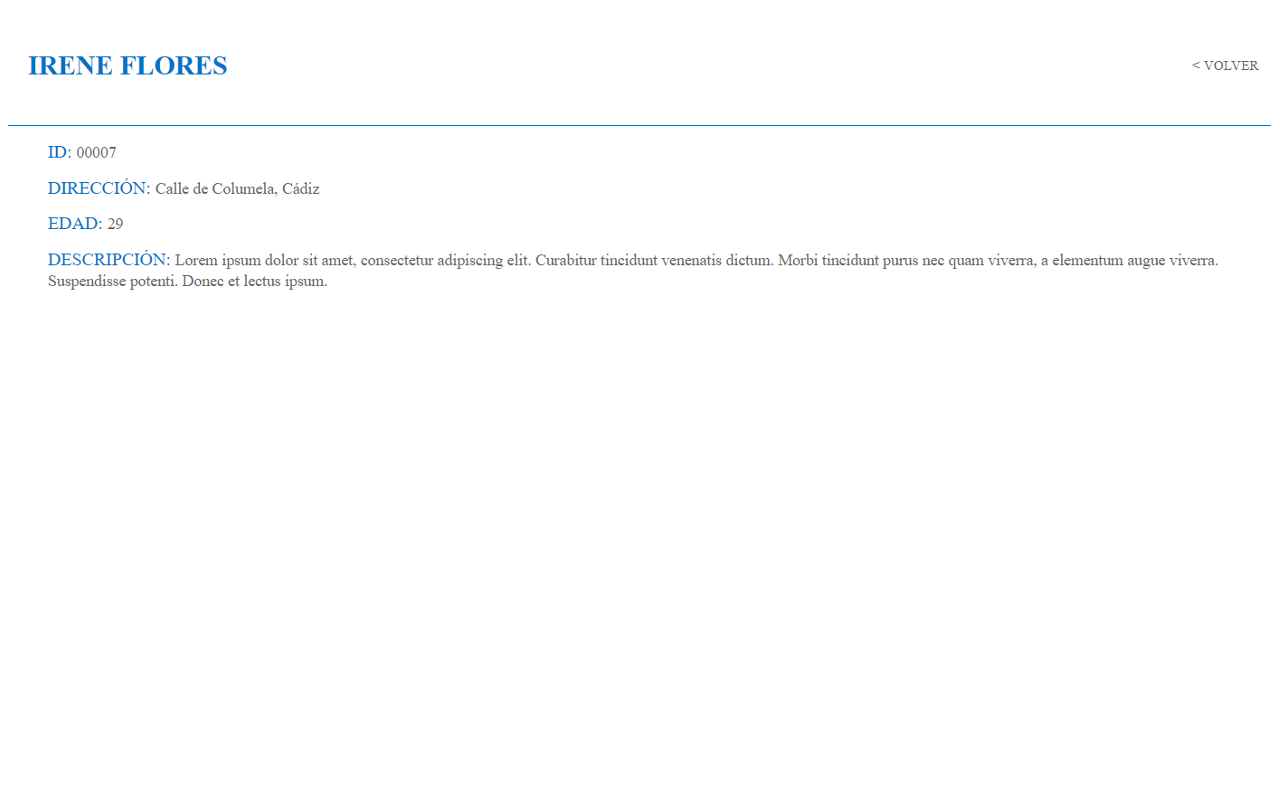 IRENE FLORES
< VOLVER
ID: 00007
DIRECCIÓN: Calle de Columela, Cádiz
EDAD: 29
DESCRIPCIÓN: Lorem ipsum dolor sit amet, consectetur adipiscing elit. Curabitur tincidunt venenatis dictum. Morbi tincidunt purus nec quam viverra, a elementum augue viverra.
Suspendisse potenti. Donec et lectus ipsum.